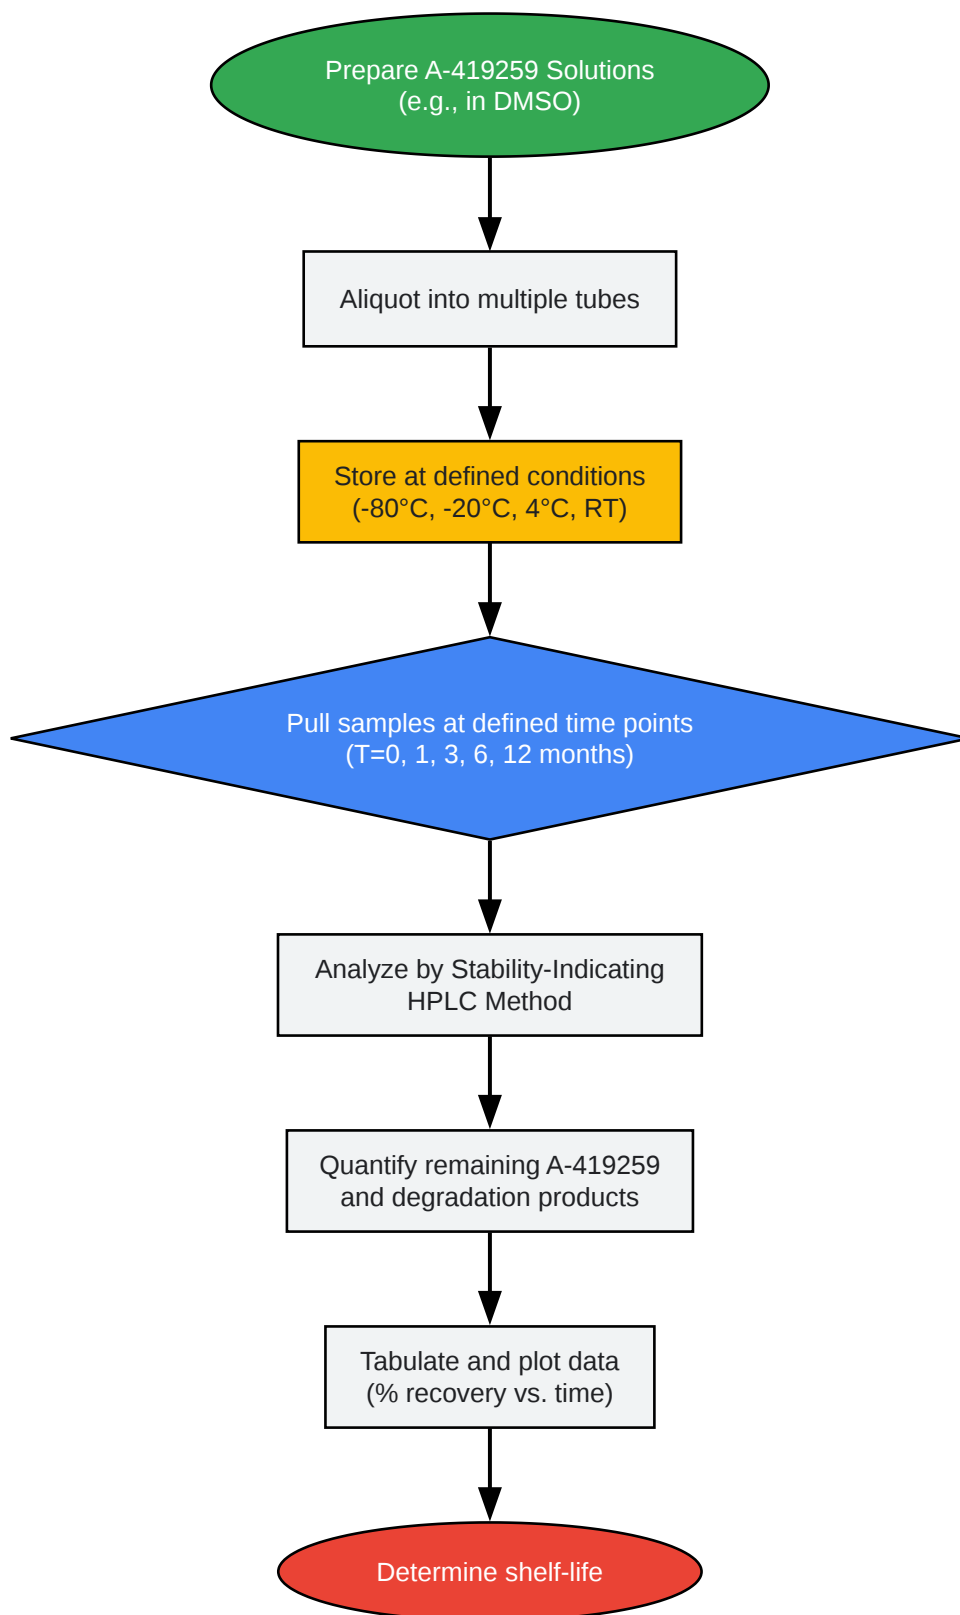 Prepare A-419259 Solutions
(e.g., in DMSO)
Aliquot into multiple tubes
Store at defined conditions
(-80°C, -20°C, 4°C, RT)
Pull samples at defined time points
(T=0, 1, 3, 6, 12 months)
Analyze by Stability-Indicating
HPLC Method
Quantify remaining A-419259
and degradation products
Tabulate and plot data
(% recovery vs. time)
Determine shelf-life